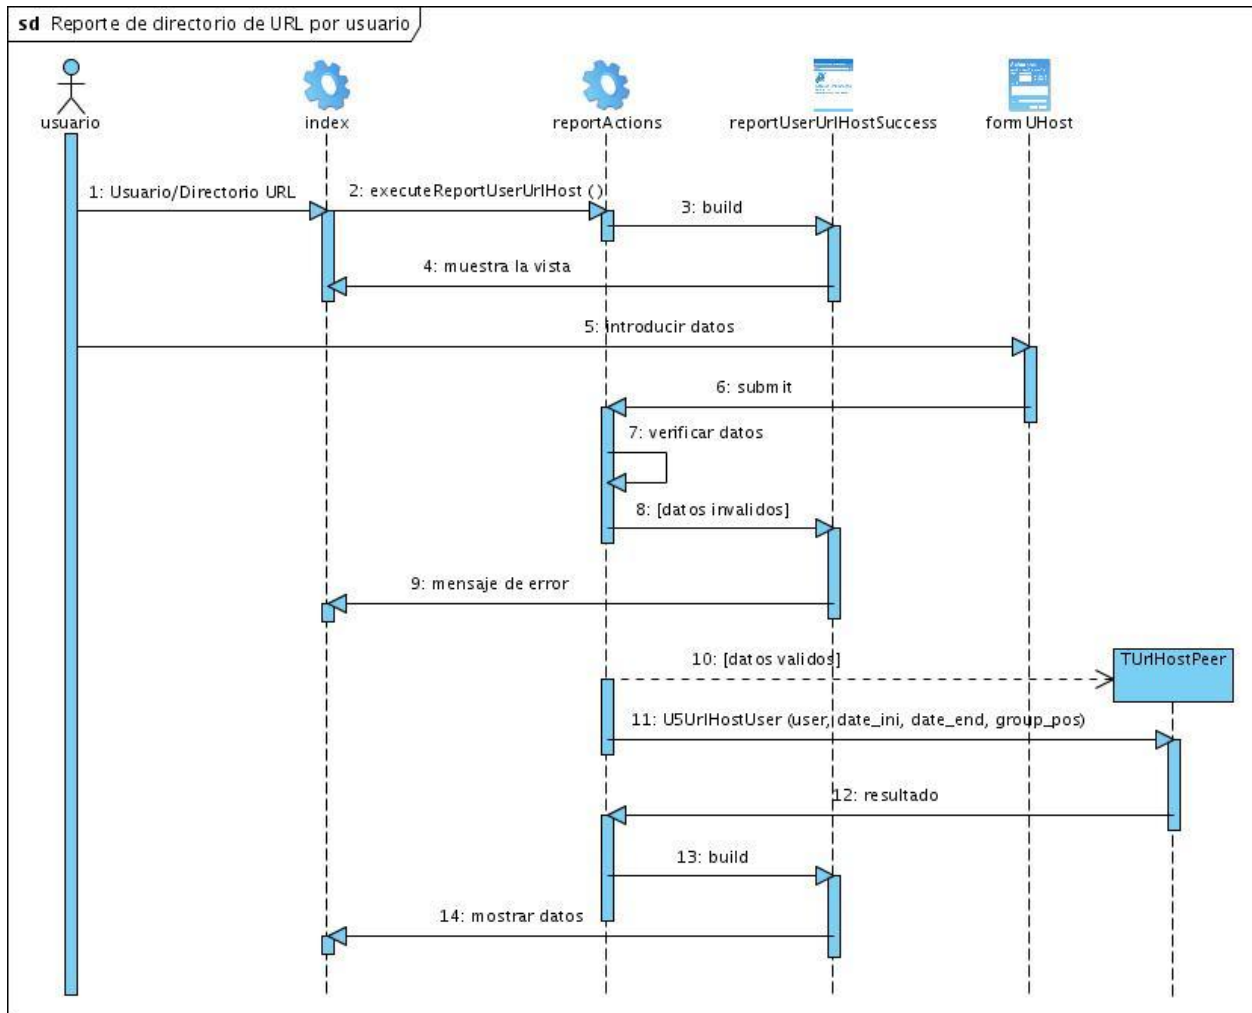 sd Reporte de directorio de URL por usuario
usuario
index
reportActions
reportUserUrlHostSuccess
formUHost
1: Usuario/Directorio URL
2: executeReportUserUrlHost ()
3: build
4: muestra la vista
5: introducir datos
6: submit
7: verificar datos
8: [datos invalidos]
9: mensaje de error
10: [datos validos]
TUrlHostPeer
11: U5UrlHostUser (user, date_ini, date_end, group_pos)
12: resultado
13: build
14: mostrar datos